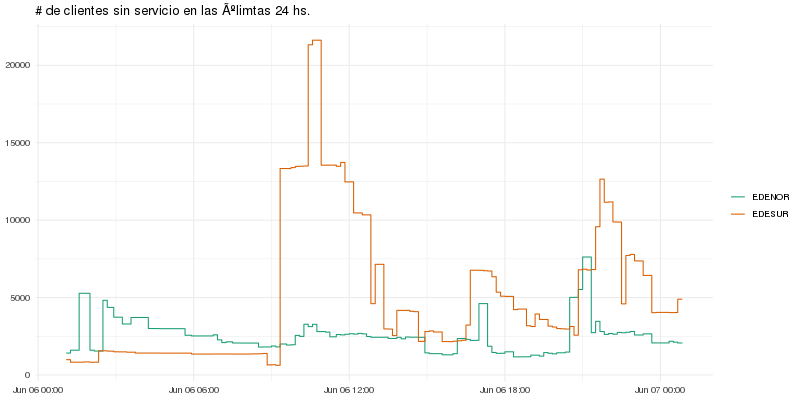 # de clientes sin servicio en las Ãºlimtas 24 hs.
20000
15000
10000
5000
0
Jun 06 00:00 Jun 06 06:00 Jun 06 12:00 Jun 06 18:00 Jun 07 00:00
EDENOR
EDESUR